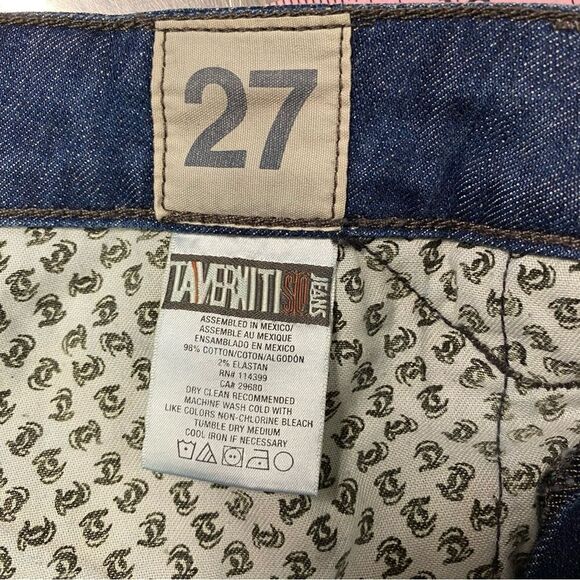 27
TAVERNITI SO JEANS
ASSEMBLED IN MEXICO/
ASSEMBLE AU MEXIQUE
ENSAMBLADO EN MEXICO
98% COTTON/COTON/ALGODÓN
2% ELASTAN
RN# 114399
CA# 29680
DRY CLEAN RECOMMENDED
MACHINE WASH COLD WITH
LIKE COLORS NON-CHLORINE BLEACH
TUMBLE DRY MEDIUM
COOL IRON IF NECESSARY